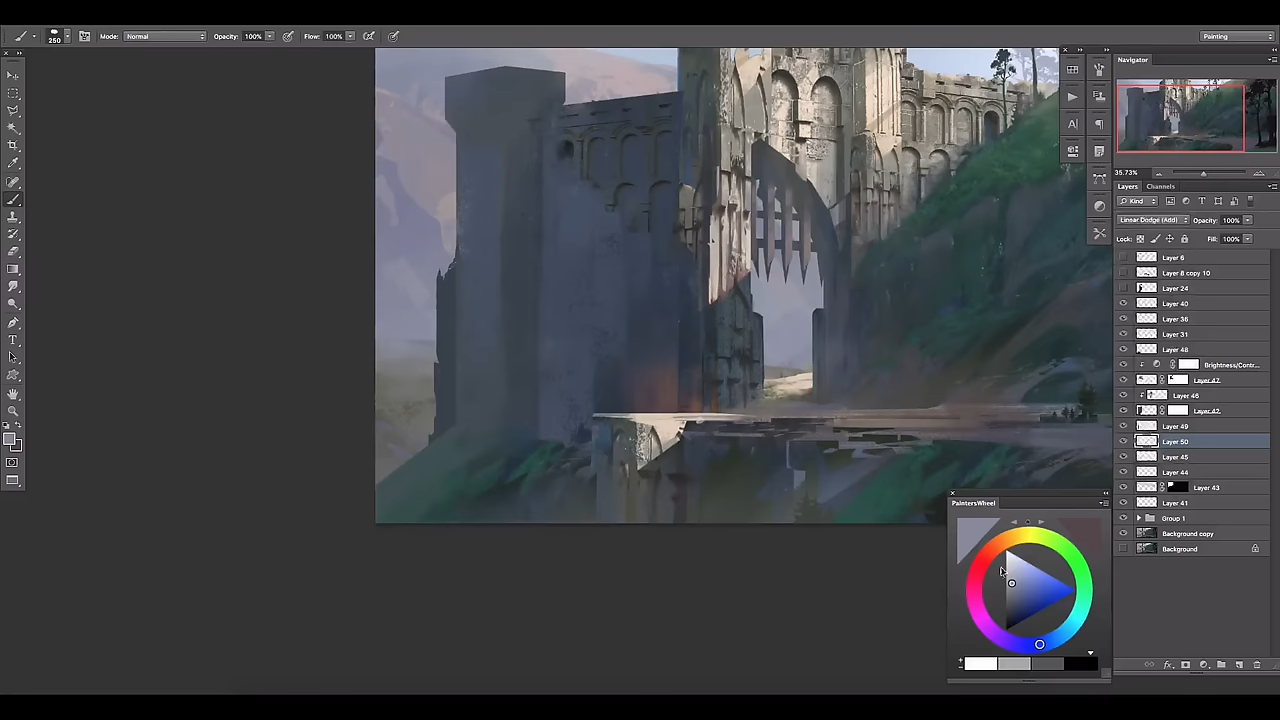 250 Mode: Normal Opacity: 100% Flow: 100% Painting
Navigator
35.73%
Layers Channels
Kind
Linear Dodge (Add) Opacity: 100%
Lock: Fill: 100%
Layer 6
Layer 8 copy 10
Layer 24
Layer 40
Layer 36
Layer 31
Layer 48
Brightness/Contr...
Layer 47
Layer 46
Layer 42
Layer 49
Layer 50
Layer 45
Layer 44
Layer 43
Layer 41
Group 1
Background copy
Background
PaintersWheel